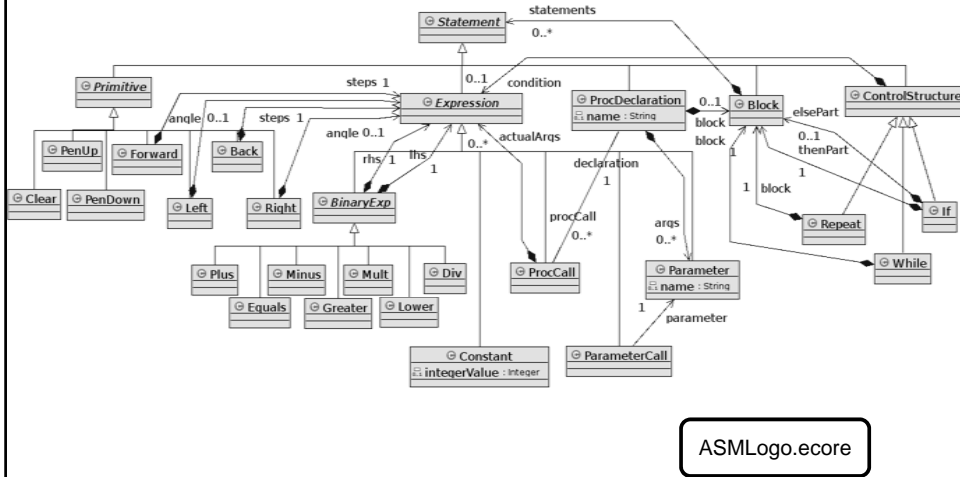 statements
Statement
0..*
0..1
condition
Primitive
steps 1
Expression
ProcDeclaration
name : String
0..1
block
block
Block
elsePart
ControlStructure
0..1
thenPart
1
angle 0..1
steps 1
angle 0..1
actualArgs
0..*
PenUp
Forward
Back
rhs 1
lhs
1
declaration
1
1
1
block
Clear
PenDown
Left
Right
BinaryExp
procCall
0..*
args
0..*
Repeat
If
Plus
Minus
Mult
Div
ProcCall
Parameter
name : String
While
Equals
Greater
Lower
1
parameter
Constant
integerValue : Integer
ParameterCall
ASMLogo.ecore